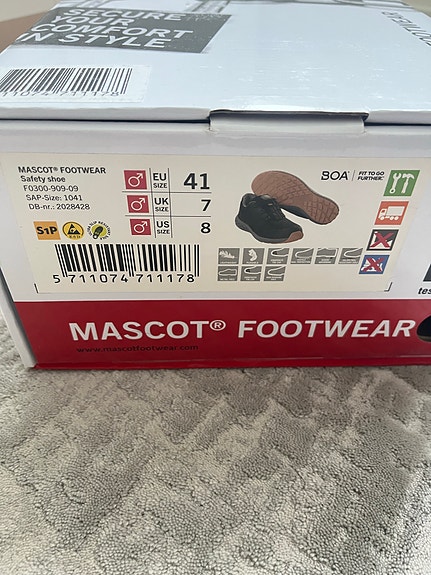 SECURE
YOUR
COMFORT
IN STYLE
MASCOT® FOOTWEAR
Safety shoe
F0300-909-09
SAP-Size: 1041
DB-nr.: 2028428
EU SIZE 41
UK SIZE 7
US SIZE 8
BOA® FIT TO GO FURTHER.
S1P
ESD
5 711074 711178
MASCOT® FOOTWEAR
www.mascotfootwear.com